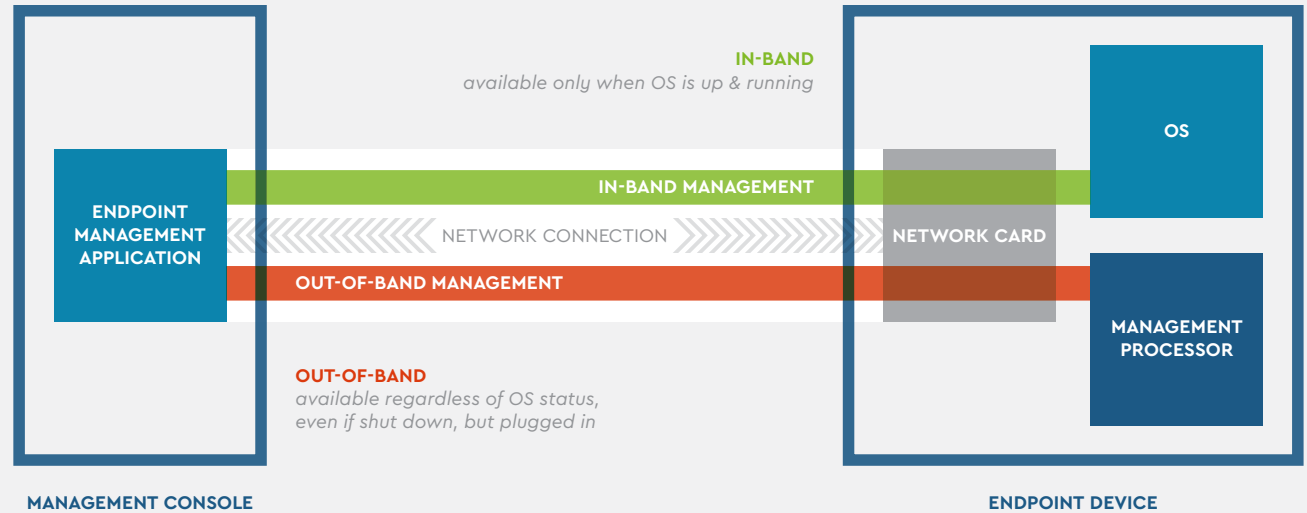 IN-BAND
available only when OS is up & running
OS
IN-BAND MANAGEMENT
ENDPOINT
MANAGEMENT
APPLICATION
NETWORK CONNECTION
NETWORK CARD
OUT-OF-BAND MANAGEMENT
MANAGEMENT
PROCESSOR
OUT-OF-BAND
available regardless of OS status,
even if shut down, but plugged in
MANAGEMENT CONSOLE
ENDPOINT DEVICE